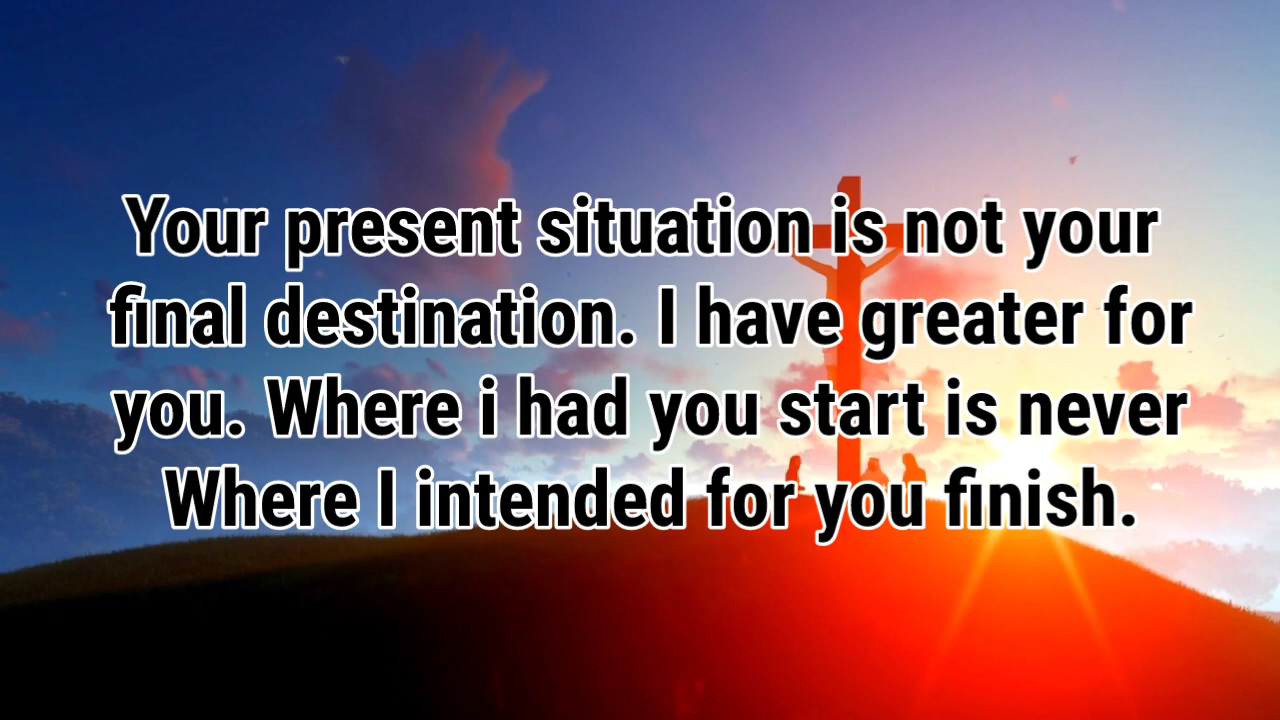 Your present situation is not your
final destination. I have greater for
you. Where i had you start is never
Where I intended for you finish.